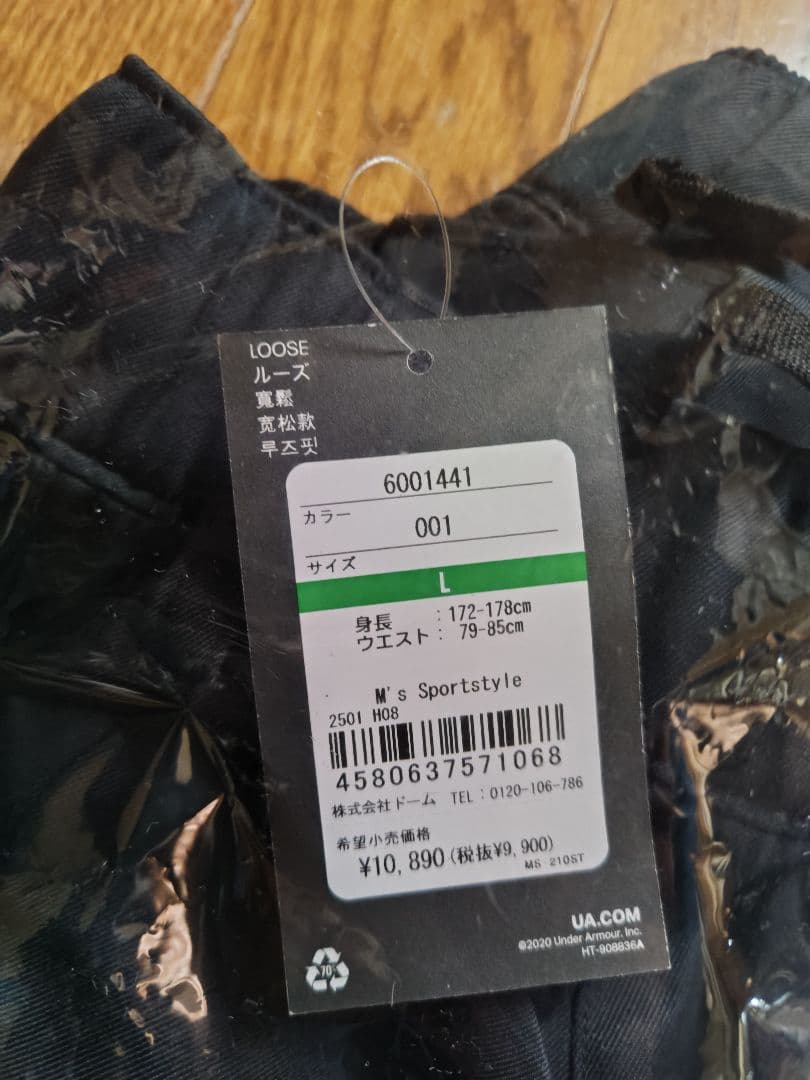 LOOSE
ルーズ
寬鬆
宽松款
루즈핏
6001441
カラー
001
サイズ
L
身長 : 172-178cm
ウエスト : 79-85cm
M's Sportstyle
2501 H08
4580637571068
株式会社ドーム TEL : 0120-106-786
希望小売価格
¥10,890(税抜¥9,900)
MS 210ST
UA.COM
©2020 Under Armour, Inc.
HT-908836A
70